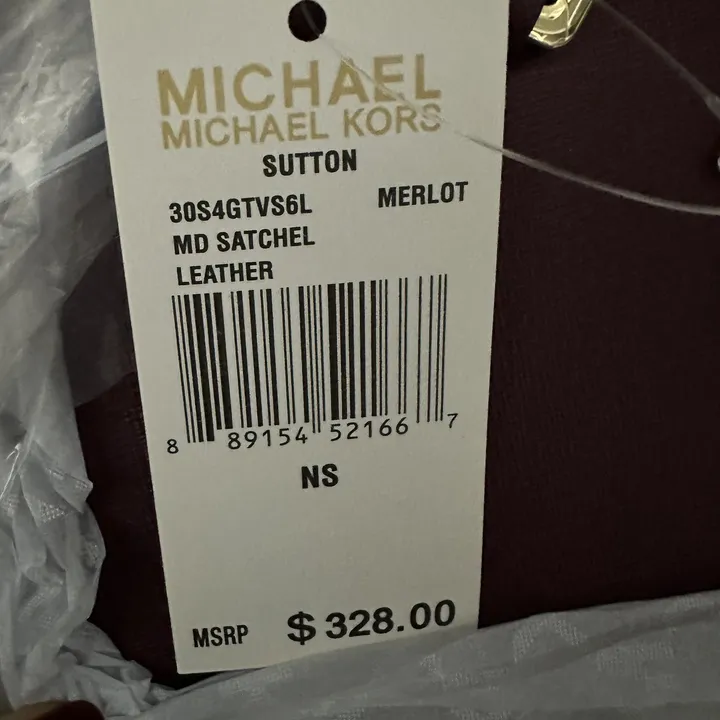 MICHAEL
MICHAEL KORS
SUTTON
30S4GTVS6L MERLOT
MD SATCHEL
LEATHER
8 89154 52166 7
NS
MSRP $328.00